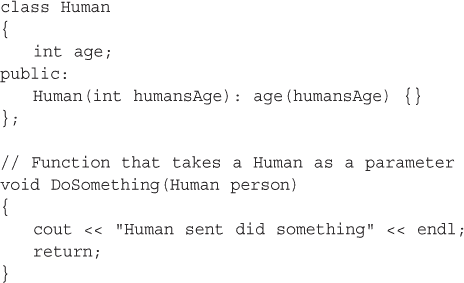 class Human
{
    int age;
public:
    Human(int humansAge): age(humansAge) {}
};

// Function that takes a Human as a parameter
void DoSomething(Human person)
{
    cout << "Human sent did something" << endl;
    return;
}